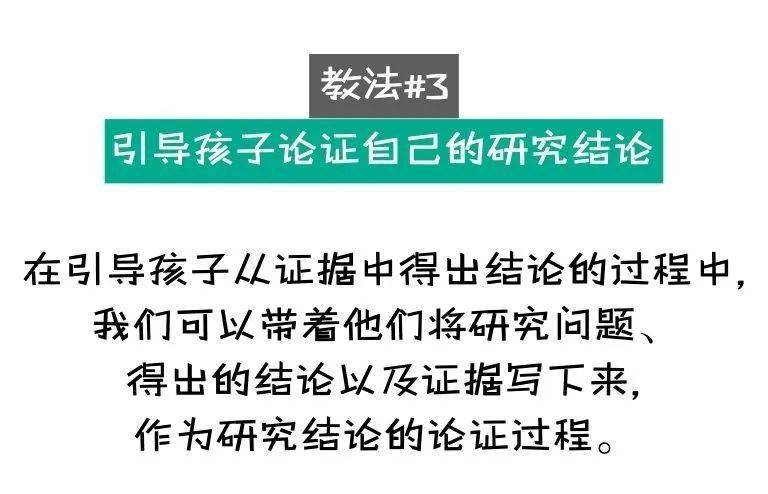 教法#3
引导孩子论证自己的研究结论
在引导孩子从证据中得出结论的过程中,
我们可以带着他们将研究问题、
得出的结论以及证据写下来,
作为研究结论的论证过程。